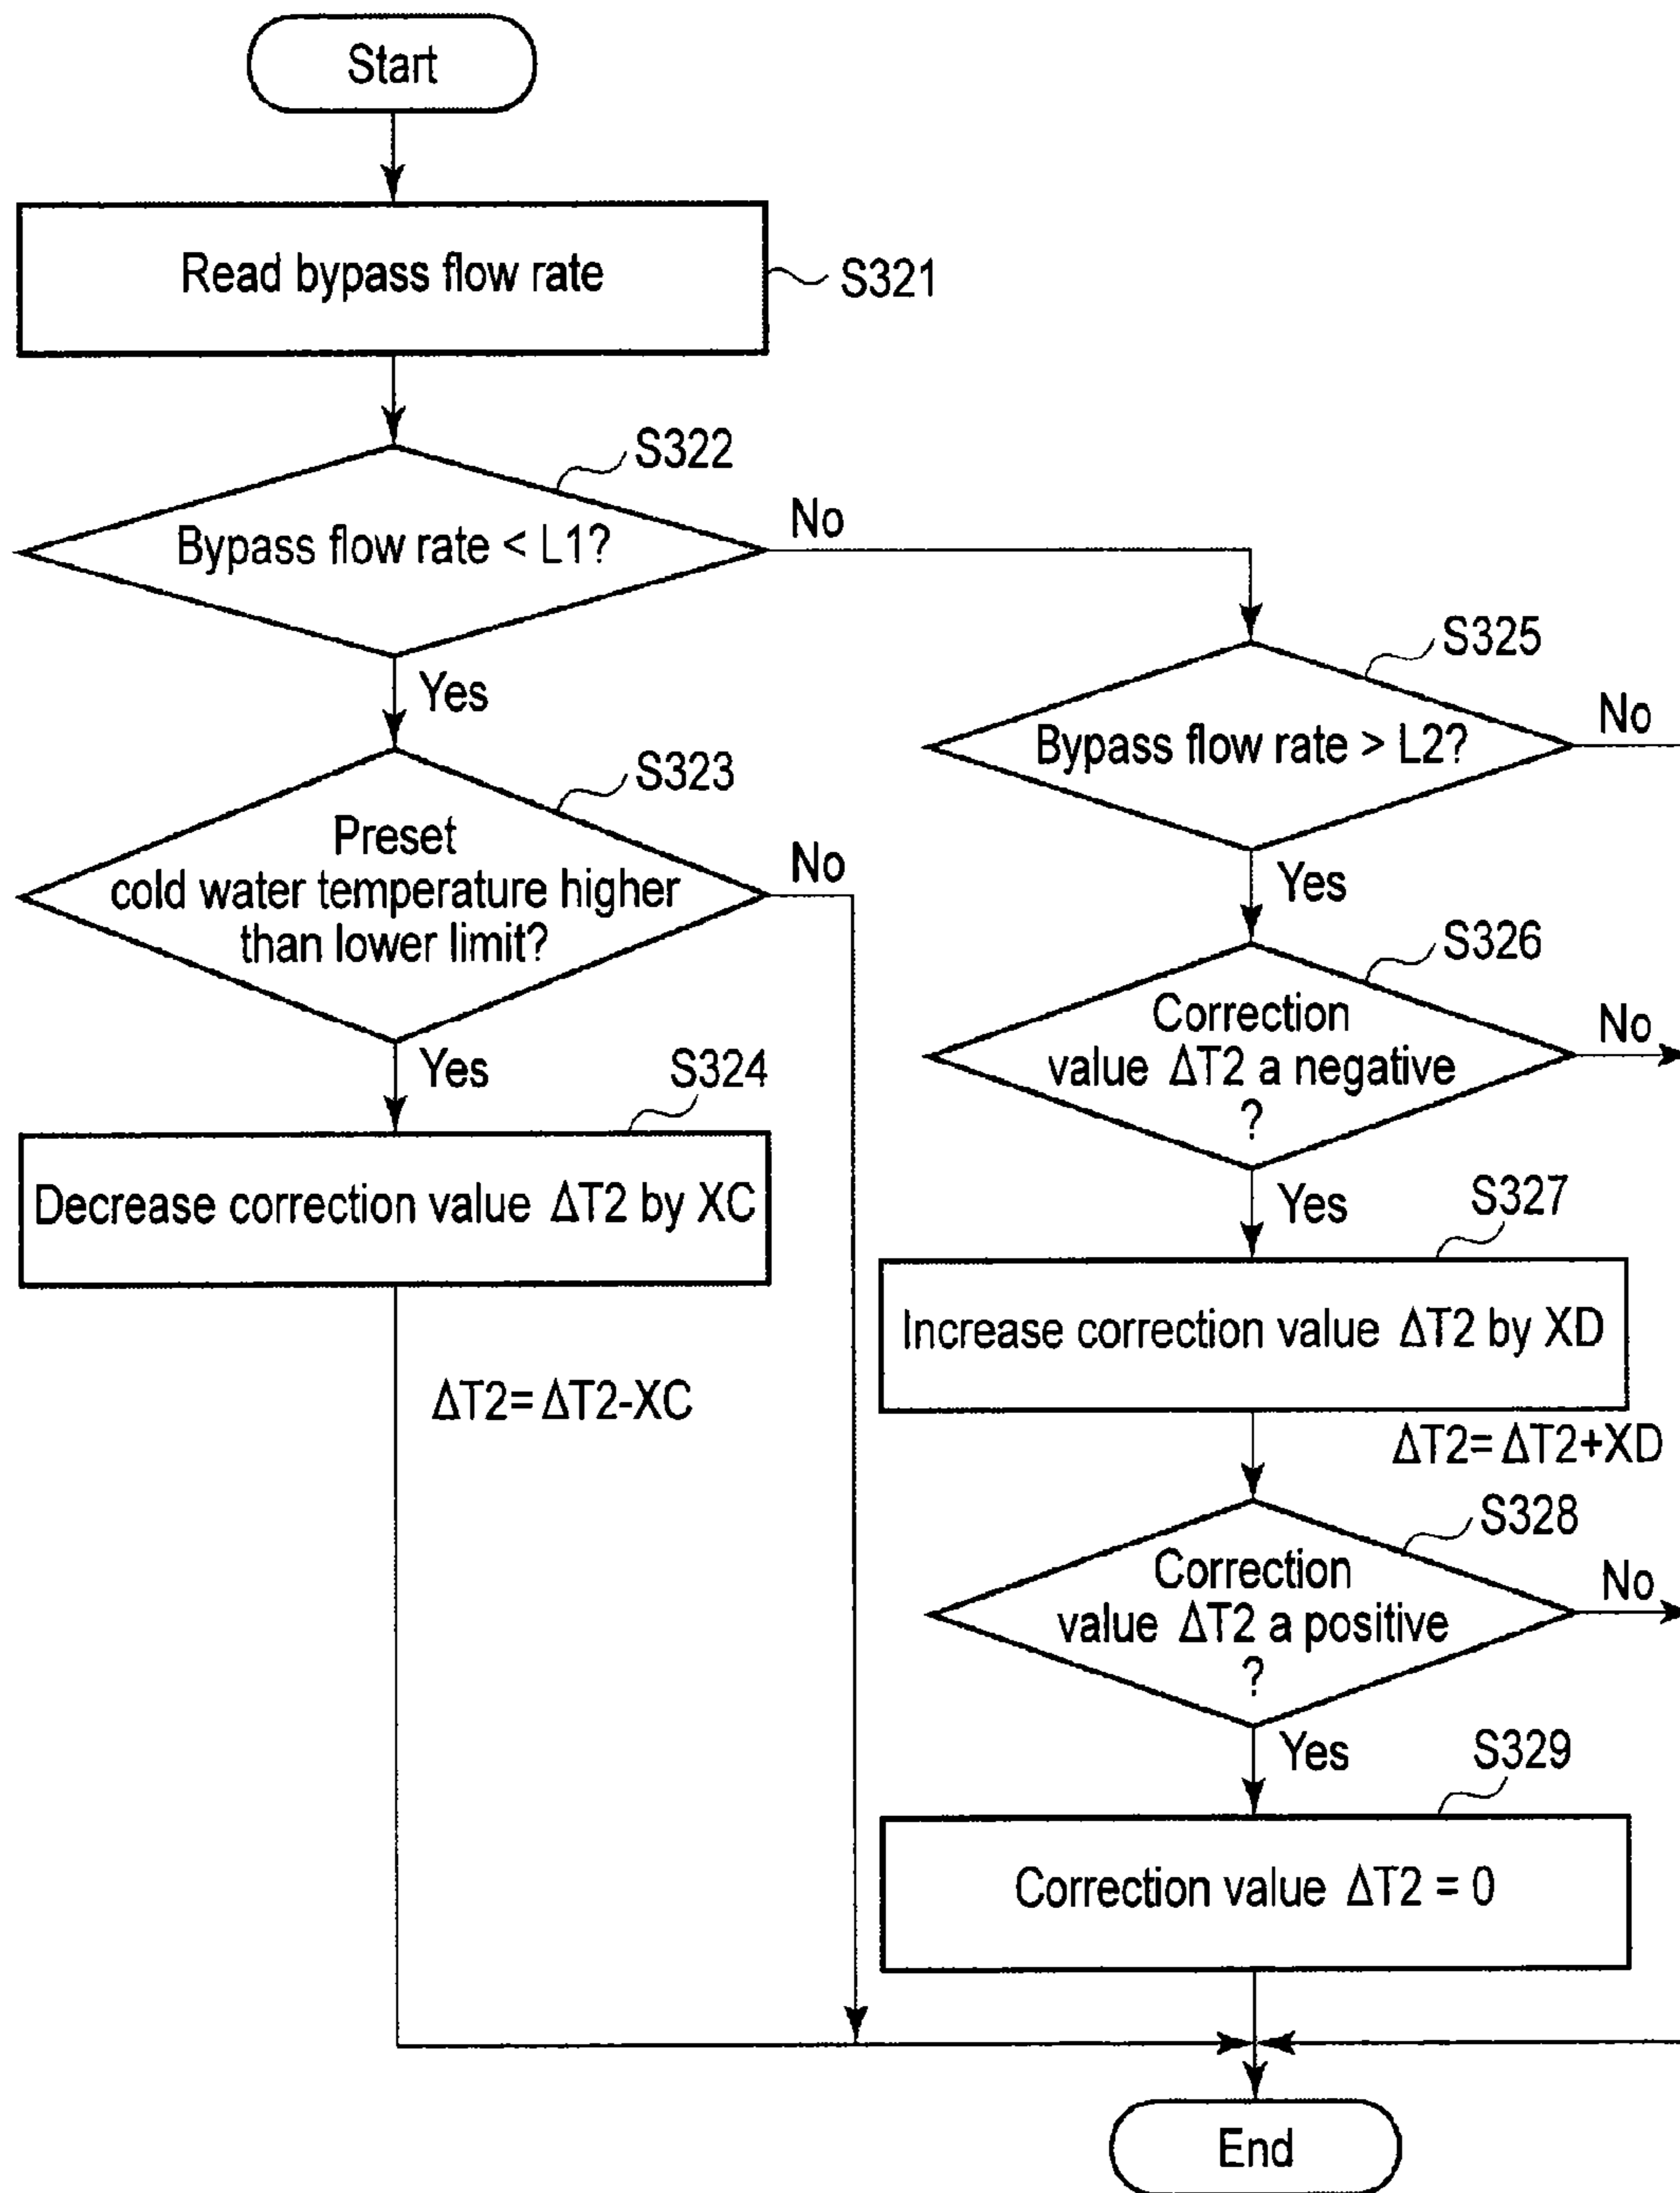 Start
Read bypass flow rate
S321
S322
Bypass flow rate < L1?
No
Yes
S323
Preset
cold water temperature higher
than lower limit?
No
Yes
S324
Decrease correction value ΔT2 by XC
ΔT2= ΔT2-XC
S325
Bypass flow rate > L2?
No
Yes
S326
Correction
value ΔT2 a negative
?
No
Yes
S327
Increase correction value ΔT2 by XD
ΔT2= ΔT2+XD
S328
Correction
value ΔT2 a positive
?
No
Yes
S329
Correction value ΔT2 = 0
End